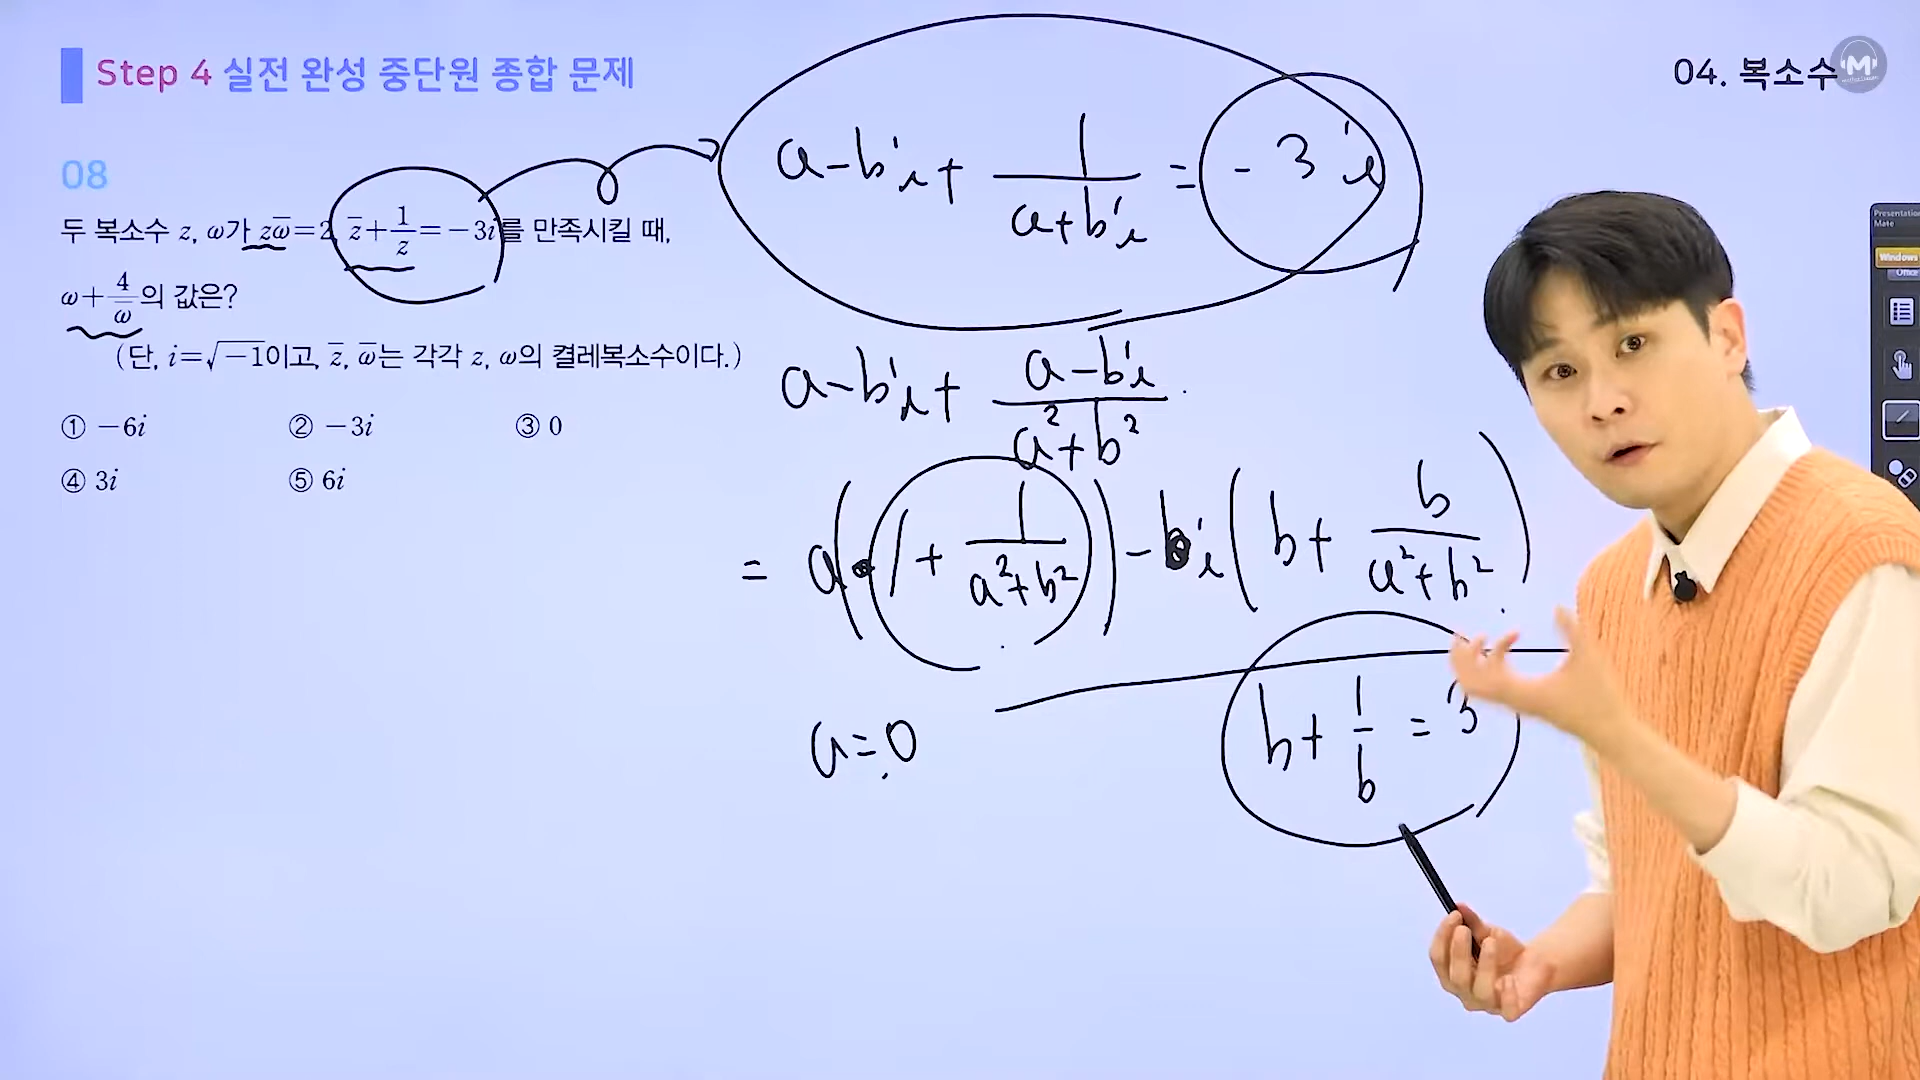 Step 4 실전 완성 중단원 종합 문제
04. 복소수
M
08
두 복소수 z, ω가 zω̅=2, z̅+1/z=-3i를 만족시킬 때,
ω+4/ω̅의 값은?
(단, i=√-1이고, z̅, ω̅는 각각 z, ω의 켤레복소수이다.)
① -6i ② -3i ③ 0
④ 3i ⑤ 6i
a-bi+1/(a+bi)=-3i
a-bi+(a-bi)/(a²+b²)
=a(1+1/(a²+b²))-i(b+b/(a²+b²))
a=0
b+1/b=3
Presentation
Mate
Windows
Office